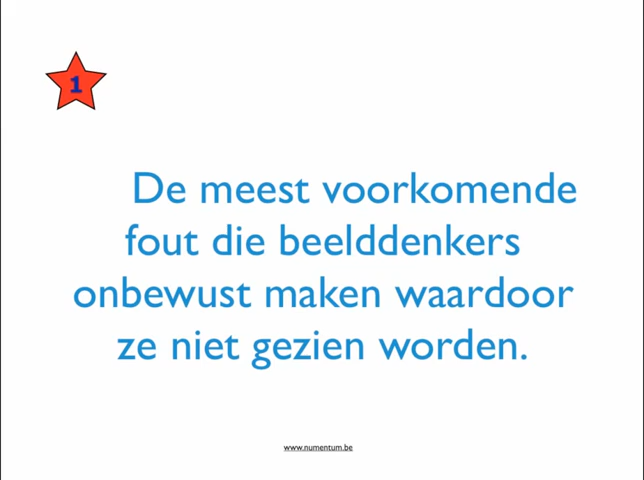 1
De meest voorkomende
fout die beelddenkers
onbewust maken waardoor
ze niet gezien worden.
www.numentum.be